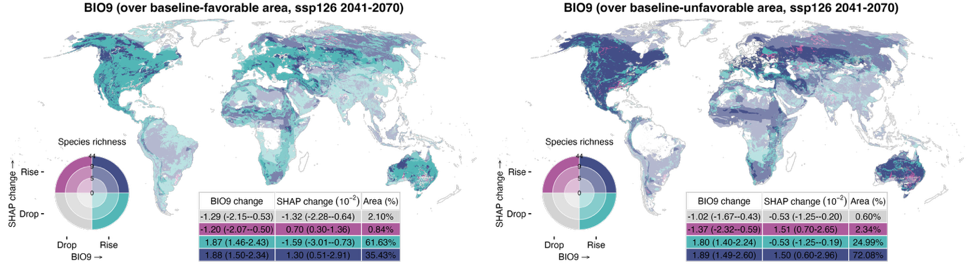 BIO9 (over baseline-favorable area, ssp126 2041-2070)
Species richness
0
SHAP change →
Rise
Drop
Drop Rise
BIO9 →
BIO9 change SHAP change (10⁻²) Area (%)
-1.29 (-2.15--0.53) -1.32 (-2.28--0.64) 2.10%
-1.20 (-2.07--0.50) 0.70 (0.30-1.36) 0.84%
1.87 (1.46-2.43) -1.59 (-3.01--0.73) 61.63%
1.88 (1.50-2.34) 1.30 (0.51-2.91) 35.43%
BIO9 (over baseline-unfavorable area, ssp126 2041-2070)
Species richness
0
SHAP change →
Rise
Drop
Drop Rise
BIO9 →
BIO9 change SHAP change (10⁻²) Area (%)
-1.02 (-1.67--0.43) -0.53 (-1.25--0.20) 0.60%
-1.37 (-2.32--0.59) 1.51 (0.70-2.65) 2.34%
1.80 (1.40-2.24) -0.53 (-1.25--0.19) 24.99%
1.89 (1.49-2.60) 1.50 (0.60-2.96) 72.08%